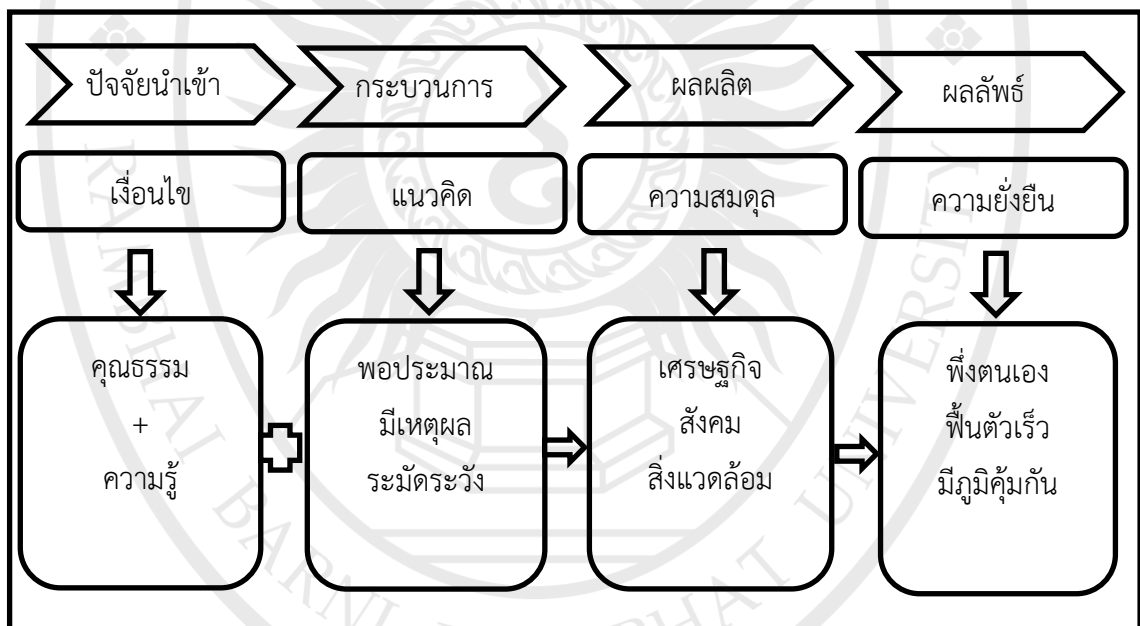 ปัจจัยนำเข้า
กระบวนการ
ผลผลิต
ผลลัพธ์
เงื่อนไข
แนวคิด
ความสมดุล
ความยั่งยืน
คุณธรรม
+
ความรู้
พอประมาณ
มีเหตุผล
ระมัดระวัง
เศรษฐกิจ
สังคม
สิ่งแวดล้อม
พึ่งตนเอง
ฟื้นตัวเร็ว
มีภูมิคุ้มกัน
RAMBHAI BARNI RAJABHAT UNIVERSITY